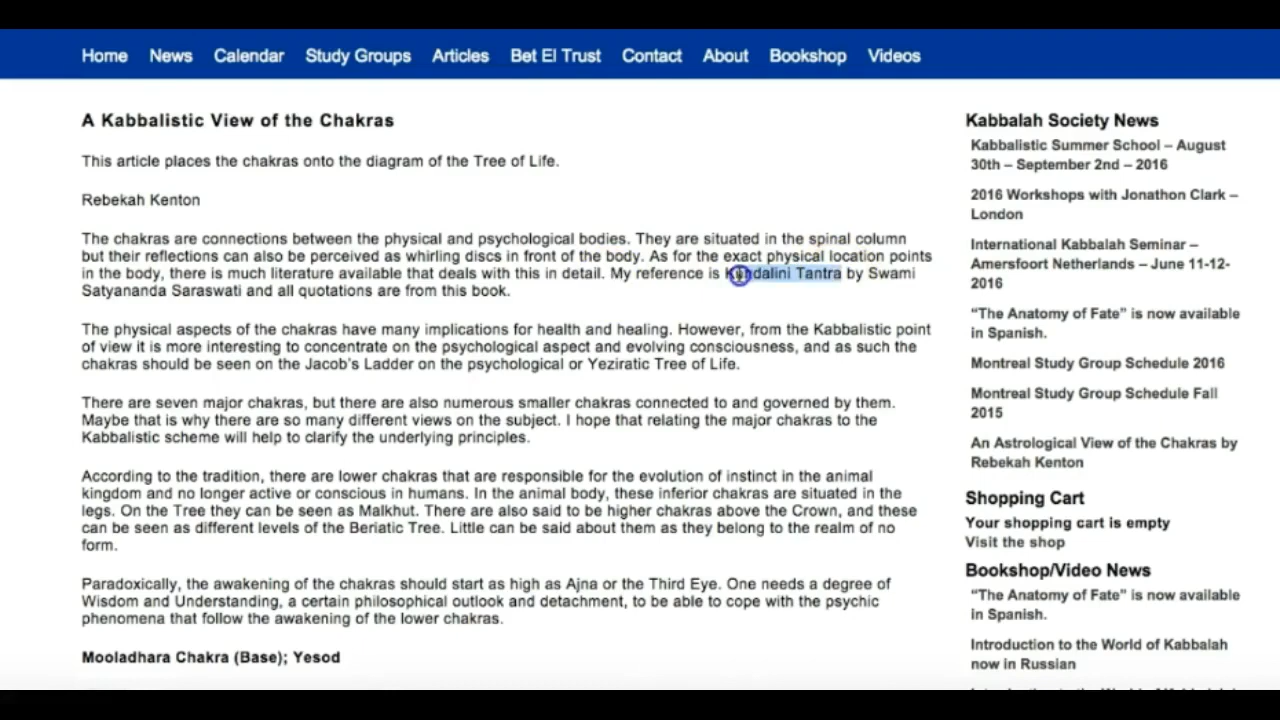 Home News Calendar Study Groups Articles Bet El Trust Contact About Bookshop Videos
A Kabbalistic View of the Chakras
This article places the chakras onto the diagram of the Tree of Life.
Rebekah Kenton
The chakras are connections between the physical and psychological bodies. They are situated in the spinal column
but their reflections can also be perceived as whirling discs in front of the body. As for the exact physical location points
in the body, there is much literature available that deals with this in detail. My reference is Kundalini Tantra by Swami
Satyananda Saraswati and all quotations are from this book.
The physical aspects of the chakras have many implications for health and healing. However, from the Kabbalistic point
of view it is more interesting to concentrate on the psychological aspect and evolving consciousness, and as such the
chakras should be seen on the Jacob's Ladder on the psychological or Yeziratic Tree of Life.
There are seven major chakras, but there are also numerous smaller chakras connected to and governed by them.
Maybe that is why there are so many different views on the subject. I hope that relating the major chakras to the
Kabbalistic scheme will help to clarify the underlying principles.
According to the tradition, there are lower chakras that are responsible for the evolution of instinct in the animal
kingdom and no longer active or conscious in humans. In the animal body, these inferior chakras are situated in the
legs. On the Tree they can be seen as Malkhut. There are also said to be higher chakras above the Crown, and these
can be seen as different levels of the Beriatic Tree. Little can be said about them as they belong to the realm of no
form.
Paradoxically, the awakening of the chakras should start as high as Ajna or the Third Eye. One needs a degree of
Wisdom and Understanding, a certain philosophical outlook and detachment, to be able to cope with the psychic
phenomena that follow the awakening of the lower chakras.
Mooladhara Chakra (Base); Yesod
Kabbalah Society News
Kabbalistic Summer School – August
30th – September 2nd – 2016
2016 Workshops with Jonathon Clark –
London
International Kabbalah Seminar –
Amersfoort Netherlands – June 11-12-
2016
“The Anatomy of Fate” is now available
in Spanish.
Montreal Study Group Schedule 2016
Montreal Study Group Schedule Fall
2015
An Astrological View of the Chakras by
Rebekah Kenton
Shopping Cart
Your shopping cart is empty
Visit the shop
Bookshop/Video News
“The Anatomy of Fate” is now available
in Spanish.
Introduction to the World of Kabbalah
now in Russian